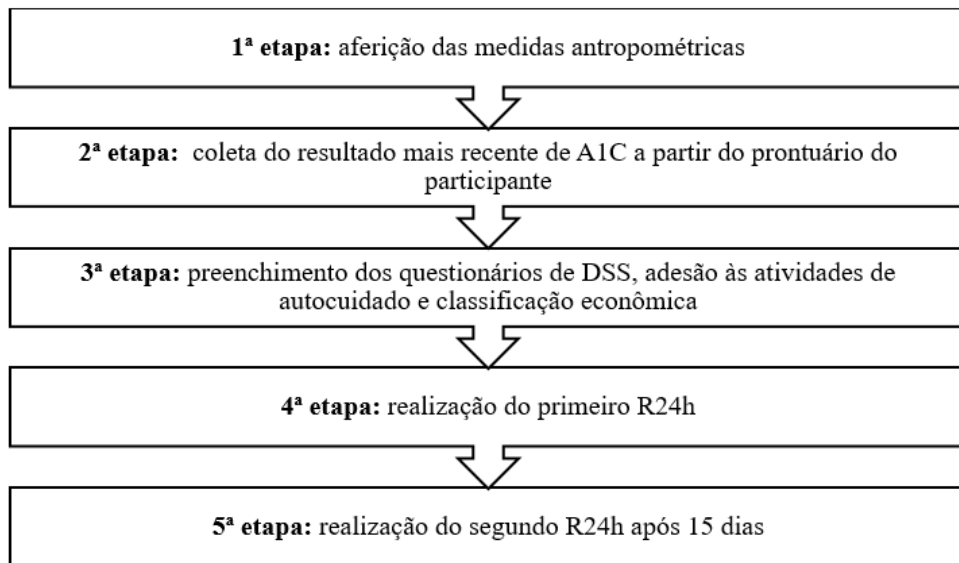 1ª etapa: aferição das medidas antropométricas
2ª etapa: coleta do resultado mais recente de A1C a partir do prontuário do
participante
3ª etapa: preenchimento dos questionários de DSS, adesão às atividades de
autocuidado e classificação econômica
4ª etapa: realização do primeiro R24h
5ª etapa: realização do segundo R24h após 15 dias